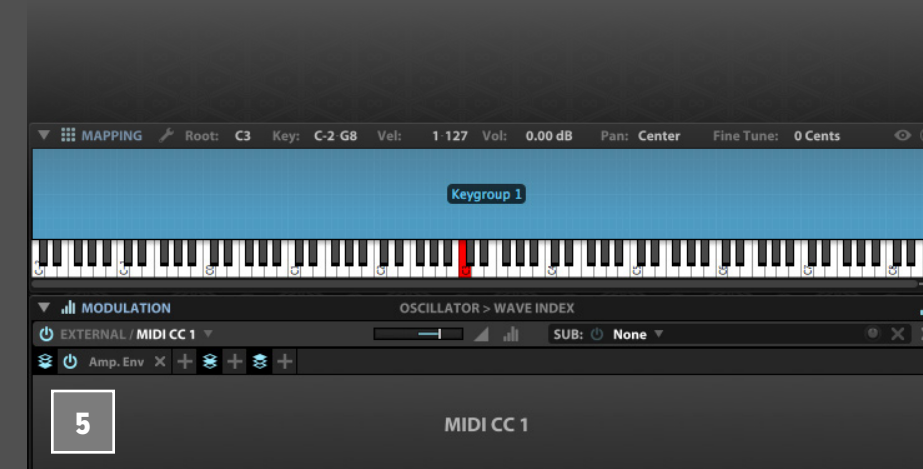 MAPPING Root: C3 Key: C-2 G8 Vel: 1 127 Vol: 0.00 dB Pan: Center Fine Tune: 0 Cents
Keygroup 1
MODULATION OSCILLATOR > WAVE INDEX
EXTERNAL / MIDI CC 1 SUB: None
Amp. Env
5 MIDI CC 1